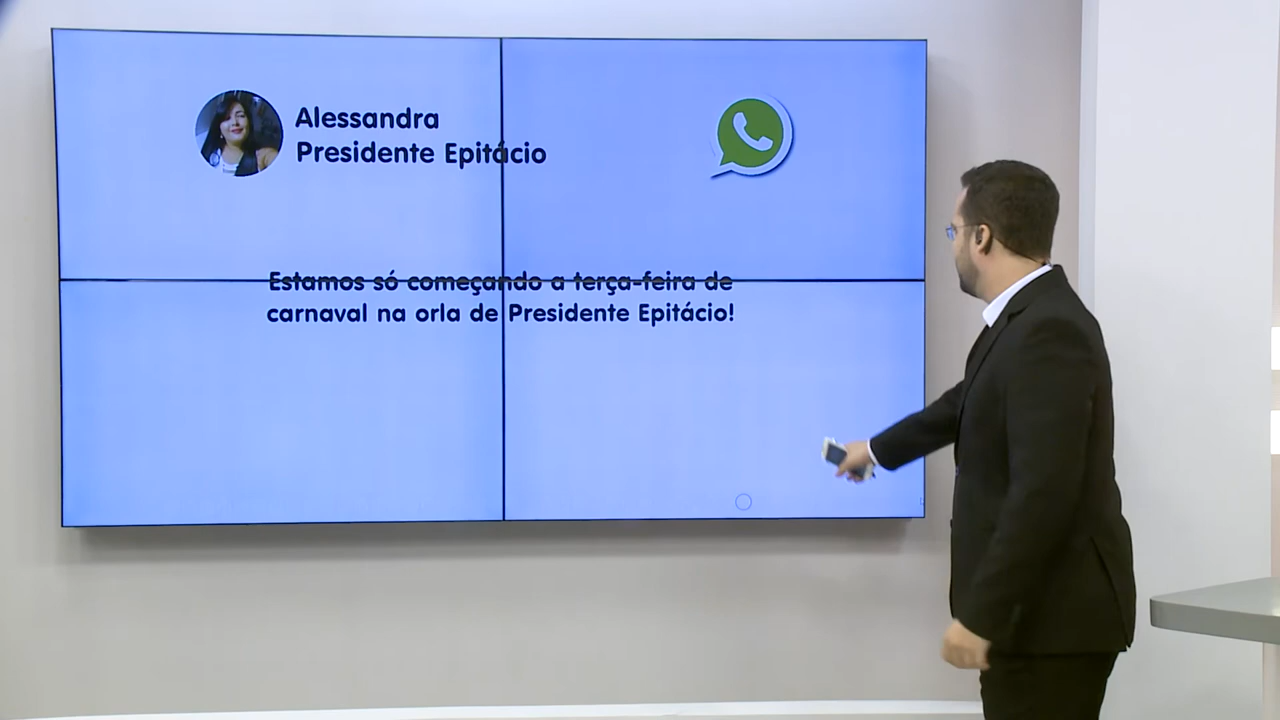 Alessandra
Presidente Epitácio
Estamos só começando a terça-feira de
carnaval na orla de Presidente Epitácio!